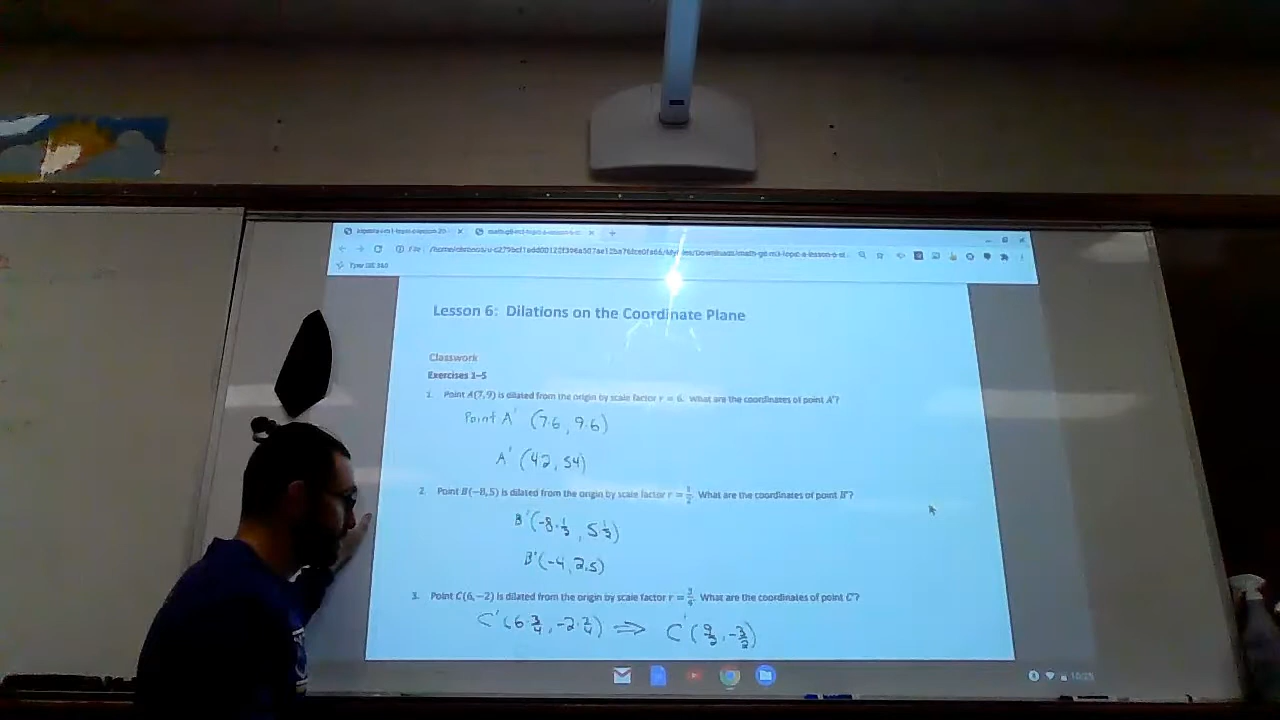 Lesson 6: Dilations on the Coordinate Plane
Classwork
Exercises 1–5
1. Point A(7,9) is dilated from the origin by scale factor r = 6. What are the coordinates of point A'?
Point A' (7·6, 9·6)
A' (42, 54)
2. Point B(−8,5) is dilated from the origin by scale factor r = 1/2. What are the coordinates of point B'?
B'(-8·1/2, 5·1/2)
B'(-4, 2.5)
3. Point C(6,−2) is dilated from the origin by scale factor r = 3/4. What are the coordinates of point C'?
C'(6·3/4, -2·3/4) ⟹ C'(9/2, -3/2)
10:25